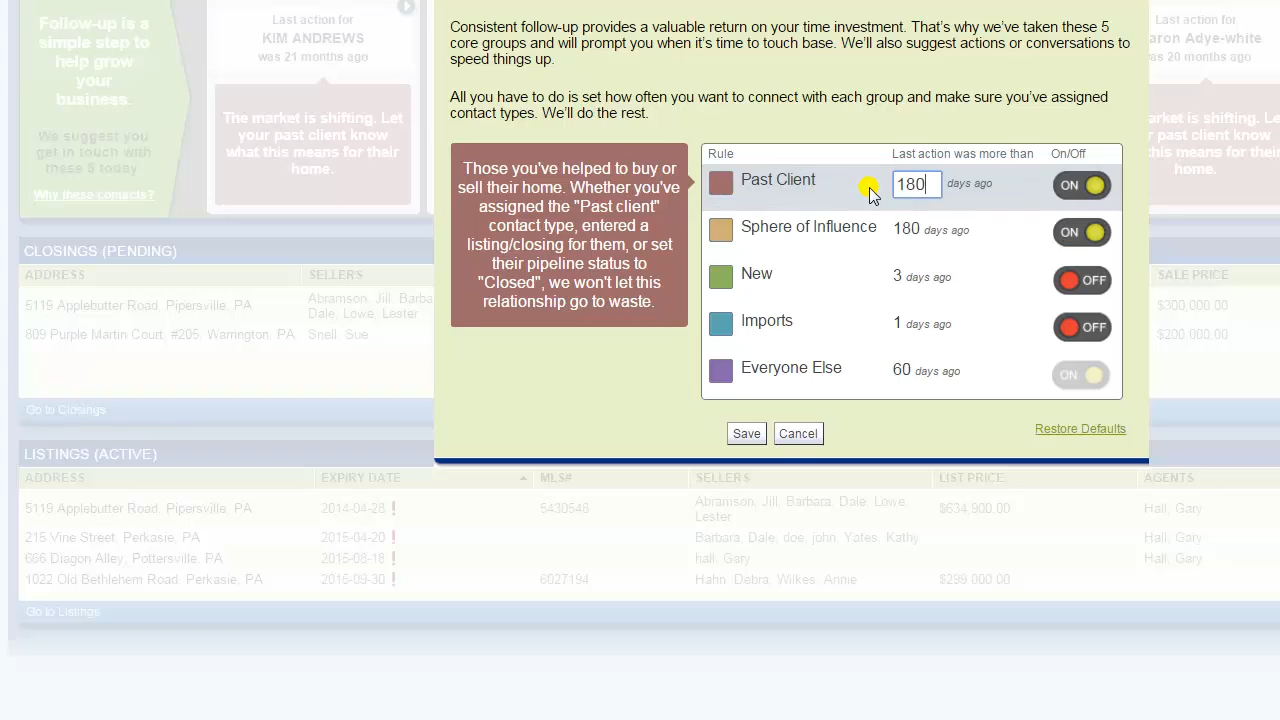 Follow-up is a
simple step to
help grow
your
business.
We suggest you
get in touch with
these 5 today
Why these contacts?
Last action for
KIM ANDREWS
was 21 months ago
The market is shifting. Let
your past client know
what this means for their
home.
Consistent follow-up provides a valuable return on your time investment. That's why we've taken these 5
core groups and will prompt you when it's time to touch base. We'll also suggest actions or conversations to
speed things up.
All you have to do is set how often you want to connect with each group and make sure you've assigned
contact types. We'll do the rest.
Those you've helped to buy or
sell their home. Whether you've
assigned the "Past client"
contact type, entered a
listing/closing for them, or set
their pipeline status to
"Closed", we won't let this
relationship go to waste.
Rule Last action was more than On/Off
Past Client 180 days ago ON
Sphere of Influence 180 days ago ON
New 3 days ago OFF
Imports 1 days ago OFF
Everyone Else 60 days ago ON
Save Cancel Restore Defaults
Last action for
aron Adye-white
was 20 months ago
market is shifting. Let
your past client know
what this means for their
home.
CLOSINGS (PENDING)
ADDRESS SELLERS SALE PRICE
5119 Applebutter Road, Pipersville, PA Abramson, Jill, Barba
Dale, Lowe, Lester $300,000.00
809 Purple Martin Court, #205, Warrington, PA Snell, Sue $200,000.00
Go to Closings
LISTINGS (ACTIVE)
ADDRESS EXPIRY DATE MLS# SELLERS LIST PRICE AGENTS
5119 Applebutter Road, Pipersville, PA 2014-04-28 ! 5430546 Abramson, Jill, Barbara, Dale, Lowe,
Lester $634,900.00 Hall, Gary
215 Vine Street, Perkasie, PA 2015-04-20 ! Barbara, Dale, doe, john, Yates, Kathy Hall, Gary
666 Diagon Alley, Pottersville, PA 2015-08-18 ! hall, Gary Hall, Gary
1022 Old Bethlehem Road, Perkasie, PA 2015-09-30 ! 6027194 Hahn, Debra, Wilkes, Annie $299,000.00 Hall, Gary
Go to Listings